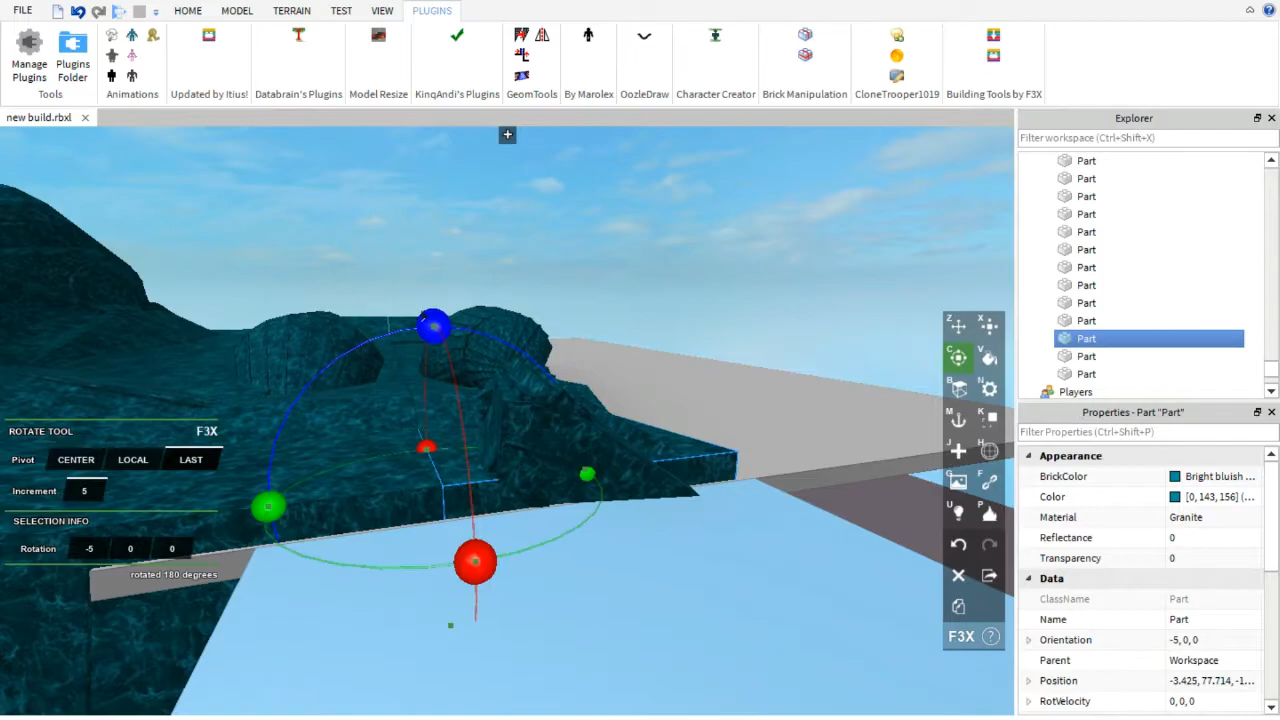 FILE HOME MODEL TERRAIN TEST VIEW PLUGINS
Manage Plugins
Plugins Folder
Tools Animations Updated by Itius! Databrain's Plugins Model Resize KinqAndi's Plugins GeomTools By Marolex OozleDraw Character Creator Brick Manipulation CloneTrooper1019 Building Tools by F3X
new build.rbxl
Explorer
Filter workspace (Ctrl+Shift+X)
Part
Part
Part
Part
Part
Part
Part
Part
Part
Part
Part
Part
Part
Players
Properties - Part "Part"
Filter Properties (Ctrl+Shift+P)
Appearance
BrickColor Bright bluish ...
Color [0, 143, 156] (...
Material Granite
Reflectance 0
Transparency 0
Data
ClassName Part
Name Part
Orientation -5, 0, 0
Parent Workspace
Position -3.425, 77.714, -1...
RotVelocity 0, 0, 0
ROTATE TOOL F3X
Pivot CENTER LOCAL LAST
Increment 5
SELECTION INFO
Rotation -5 0 0
rotated 180 degrees
Z X
C V
B N
M K
J H
G F
U P
F3X ?